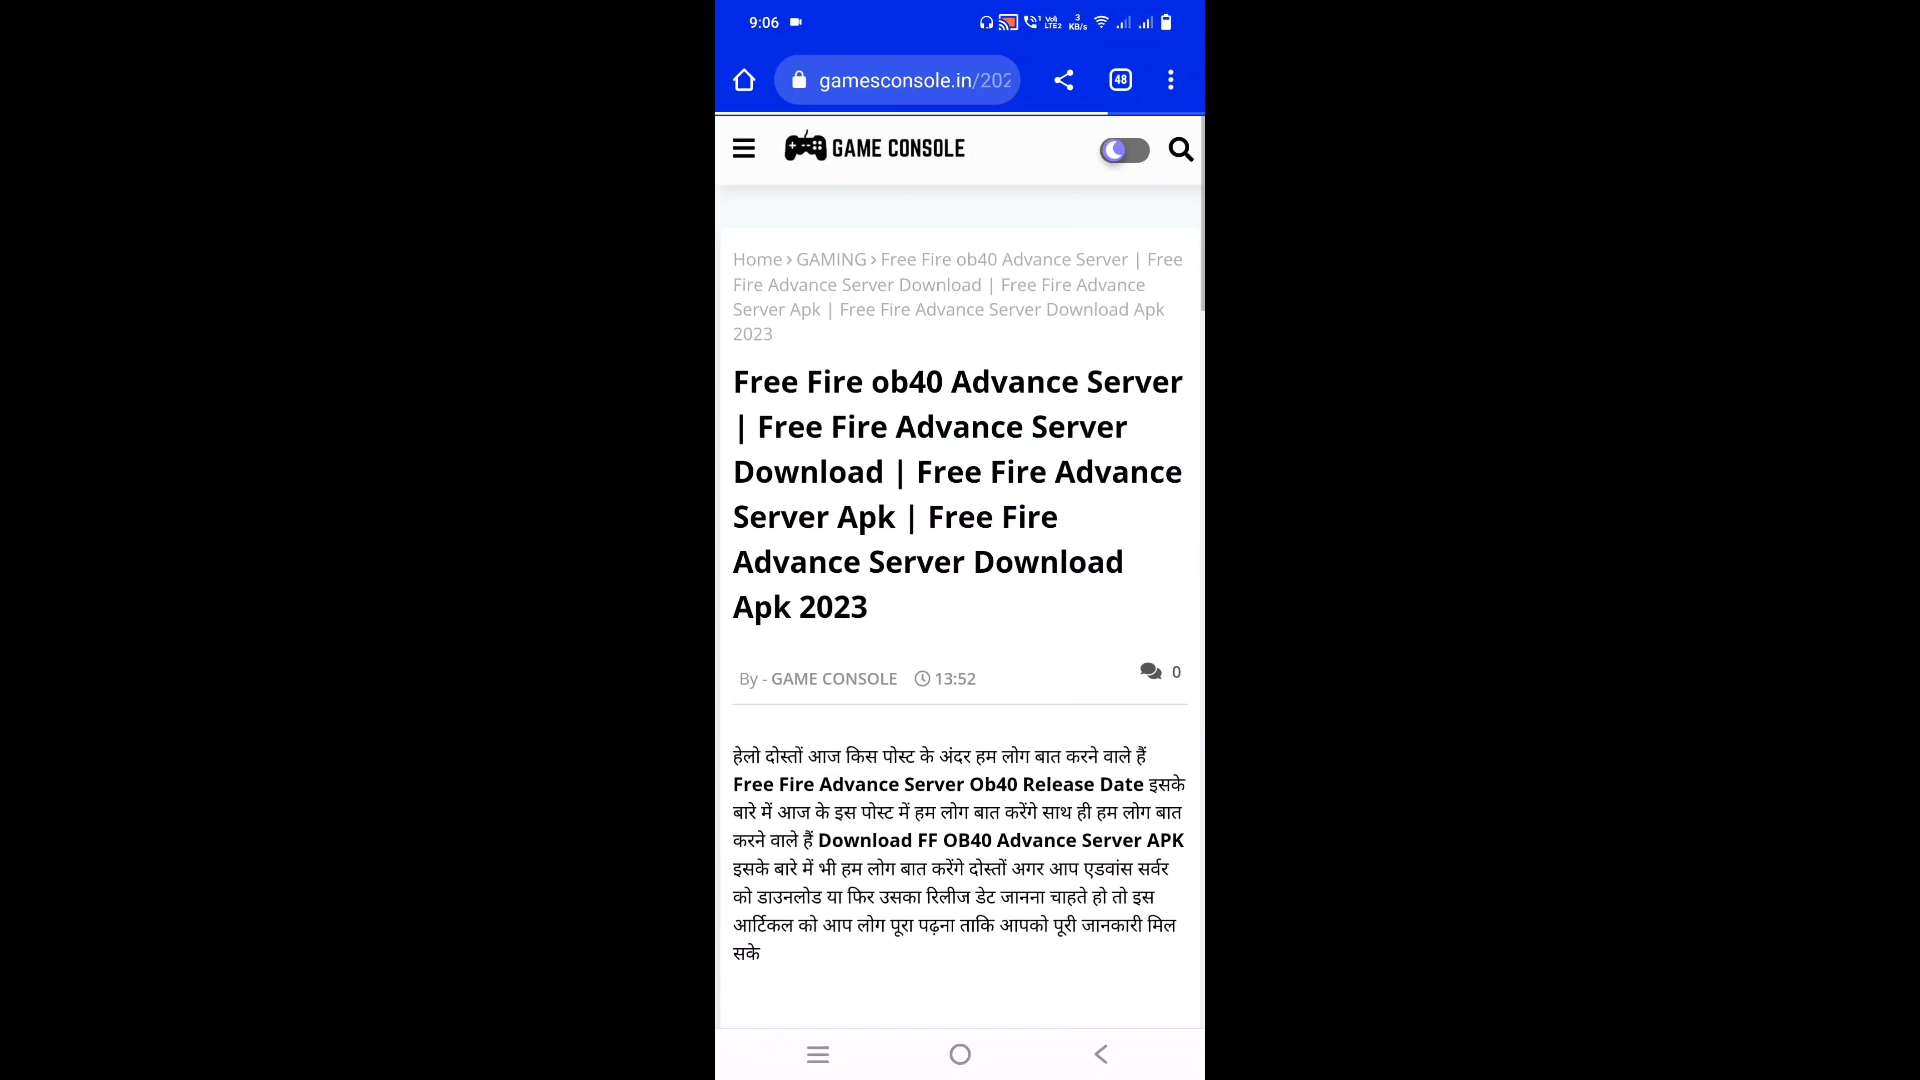 9:06
Vo) LTE2
3 KB/s
gamesconsole.in/202
48
GAME CONSOLE
Home › GAMING › Free Fire ob40 Advance Server | Free
Fire Advance Server Download | Free Fire Advance
Server Apk | Free Fire Advance Server Download Apk
2023
Free Fire ob40 Advance Server
| Free Fire Advance Server
Download | Free Fire Advance
Server Apk | Free Fire
Advance Server Download
Apk 2023
By - GAME CONSOLE 13:52
0
हेलो दोस्तों आज किस पोस्ट के अंदर हम लोग बात करने वाले हैं
Free Fire Advance Server Ob40 Release Date इसके
बारे में आज के इस पोस्ट में हम लोग बात करेंगे साथ ही हम लोग बात
करने वाले हैं Download FF OB40 Advance Server APK
इसके बारे में भी हम लोग बात करेंगे दोस्तों अगर आप एडवांस सर्वर
को डाउनलोड या फिर उसका रिलीज डेट जानना चाहते हो तो इस
आर्टिकल को आप लोग पूरा पढ़ना ताकि आपको पूरी जानकारी मिल
सके